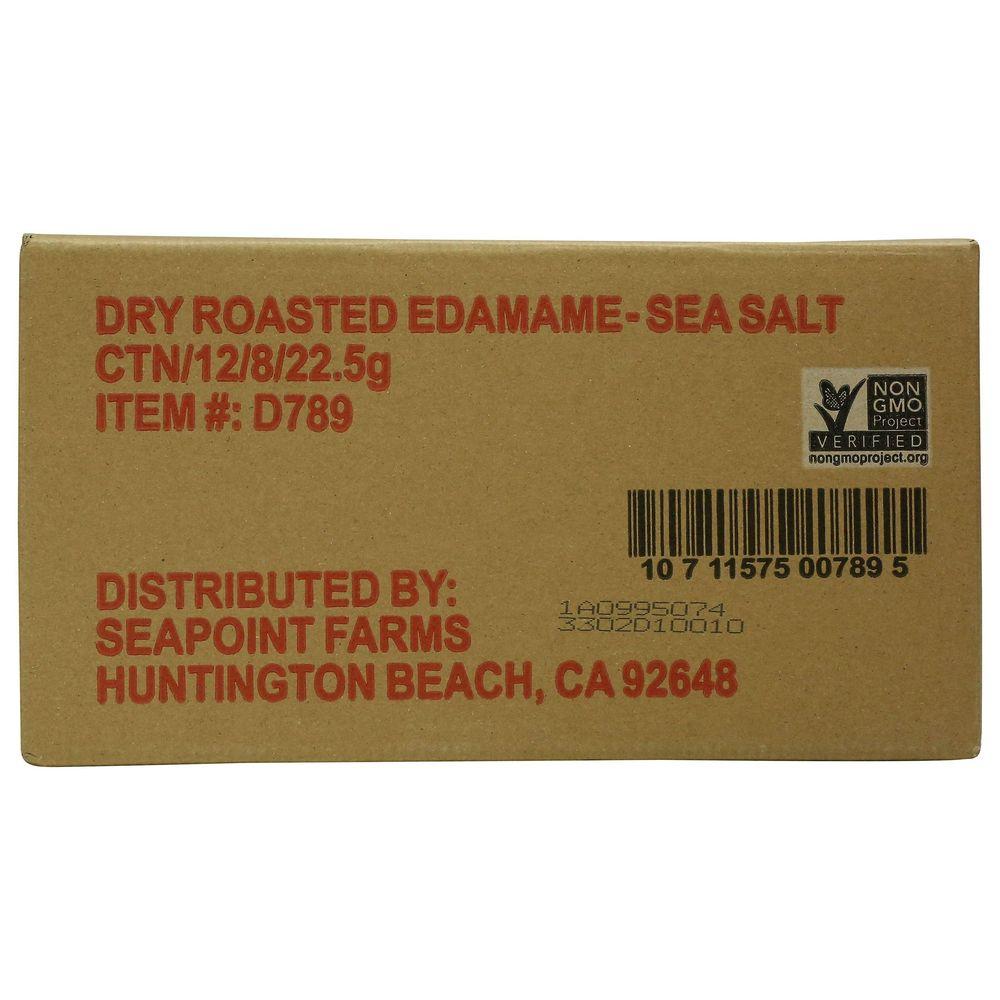 DRY ROASTED EDAMAME-SEA SALT
CTN/12/8/22.5g
ITEM #: D789
NON
GMO
Project
VERIFIED
nongmoproject.org
10 7 11575 00789 5
DISTRIBUTED BY:
SEAPOINT FARMS
HUNTINGTON BEACH, CA 92648
1A0995074
3302D10010